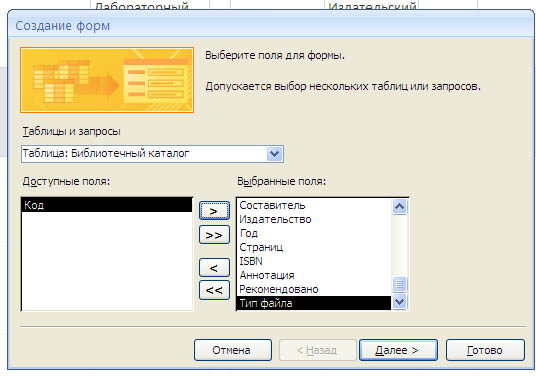 Лабораторный
Издательский
Создание форм
Выберите поля для формы.
Допускается выбор нескольких таблиц или запросов.
Таблицы и запросы
Таблица: Библиотечный каталог
Доступные поля:
Выбранные поля:
Код
>
>>
<
<<
Составитель
Издательство
Год
Страниц
ISBN
Аннотация
Рекомендовано
Тип файла
Отмена
< Назад
Далее >
Готово